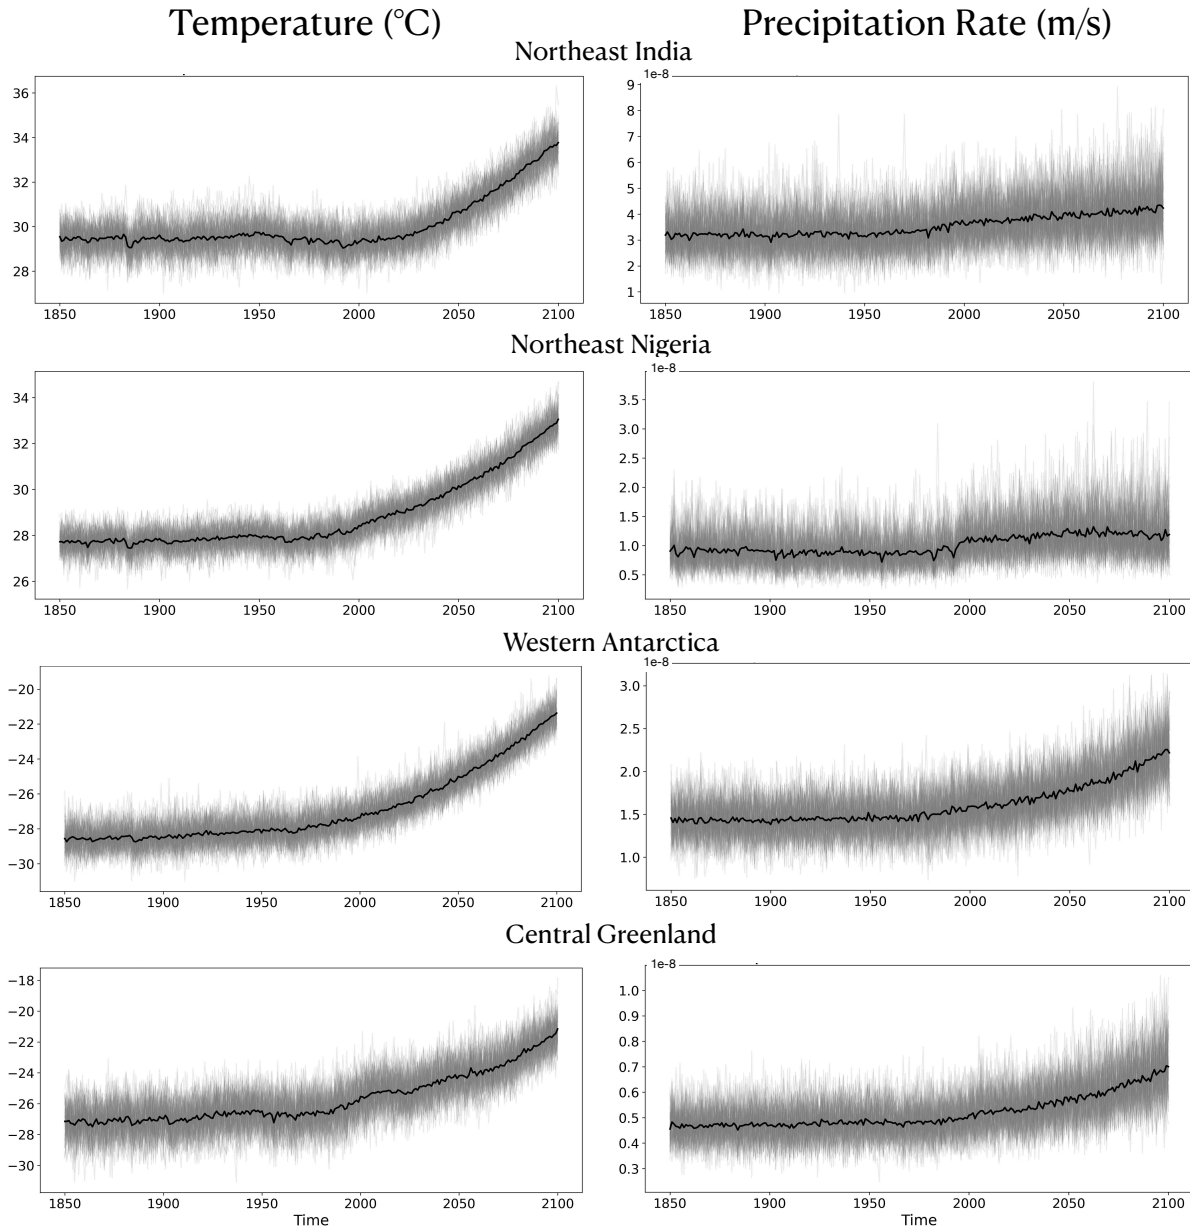 Temperature (°C) Precipitation Rate (m/s)
Northeast India
36
34
32
30
28
1850 1900 1950 2000 2050 2100
1e-8
9
8
7
6
5
4
3
2
1
1850 1900 1950 2000 2050 2100
Northeast Nigeria
34
32
30
28
26
1850 1900 1950 2000 2050 2100
1e-8
3.5
3.0
2.5
2.0
1.5
1.0
0.5
1850 1900 1950 2000 2050 2100
Western Antarctica
−20
−22
−24
−26
−28
−30
1850 1900 1950 2000 2050 2100
1e-8
3.0
2.5
2.0
1.5
1.0
1850 1900 1950 2000 2050 2100
Central Greenland
−18
−20
−22
−24
−26
−28
−30
1850 1900 1950 2000 2050 2100
Time
1e-8
1.0
0.9
0.8
0.7
0.6
0.5
0.4
0.3
1850 1900 1950 2000 2050 2100
Time